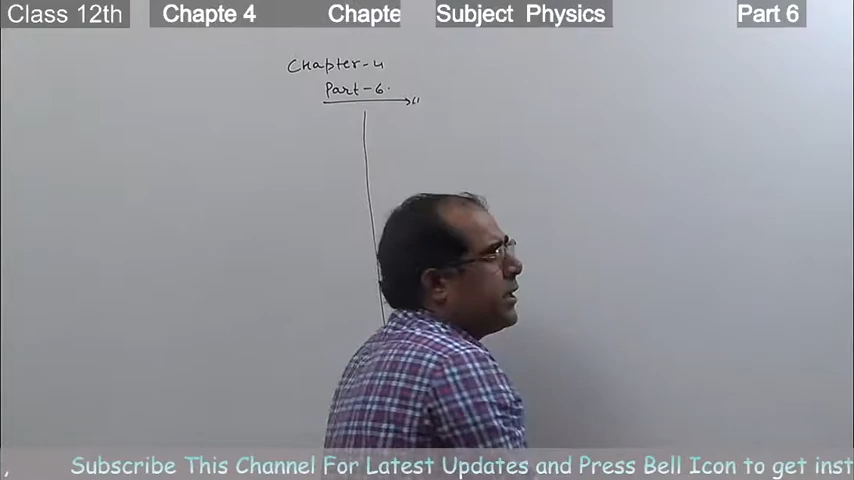 Class 12th Chapte 4 Chapte Subject Physics Part 6
Chapter-4
Part-6.
, Subscribe This Channel For Latest Updates and Press Bell Icon to get inst